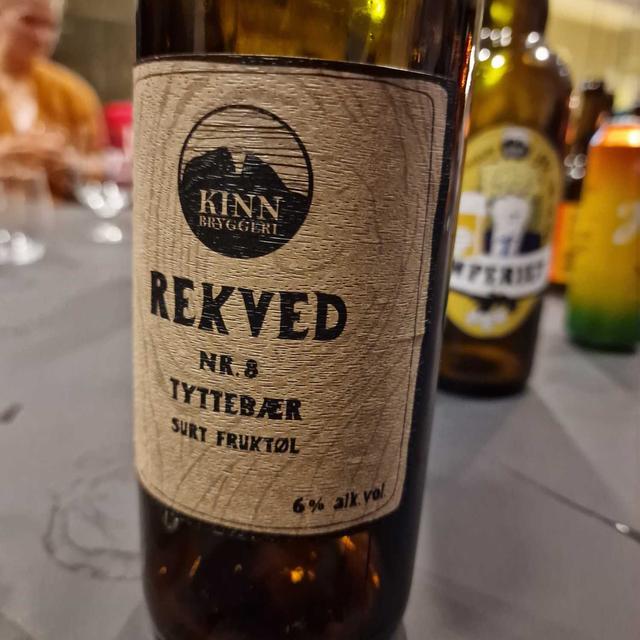 KINN
BRYGGERI
REKVED
NR.8
TYTTEBÆR
SURT FRUKTØL
6% alk.vol